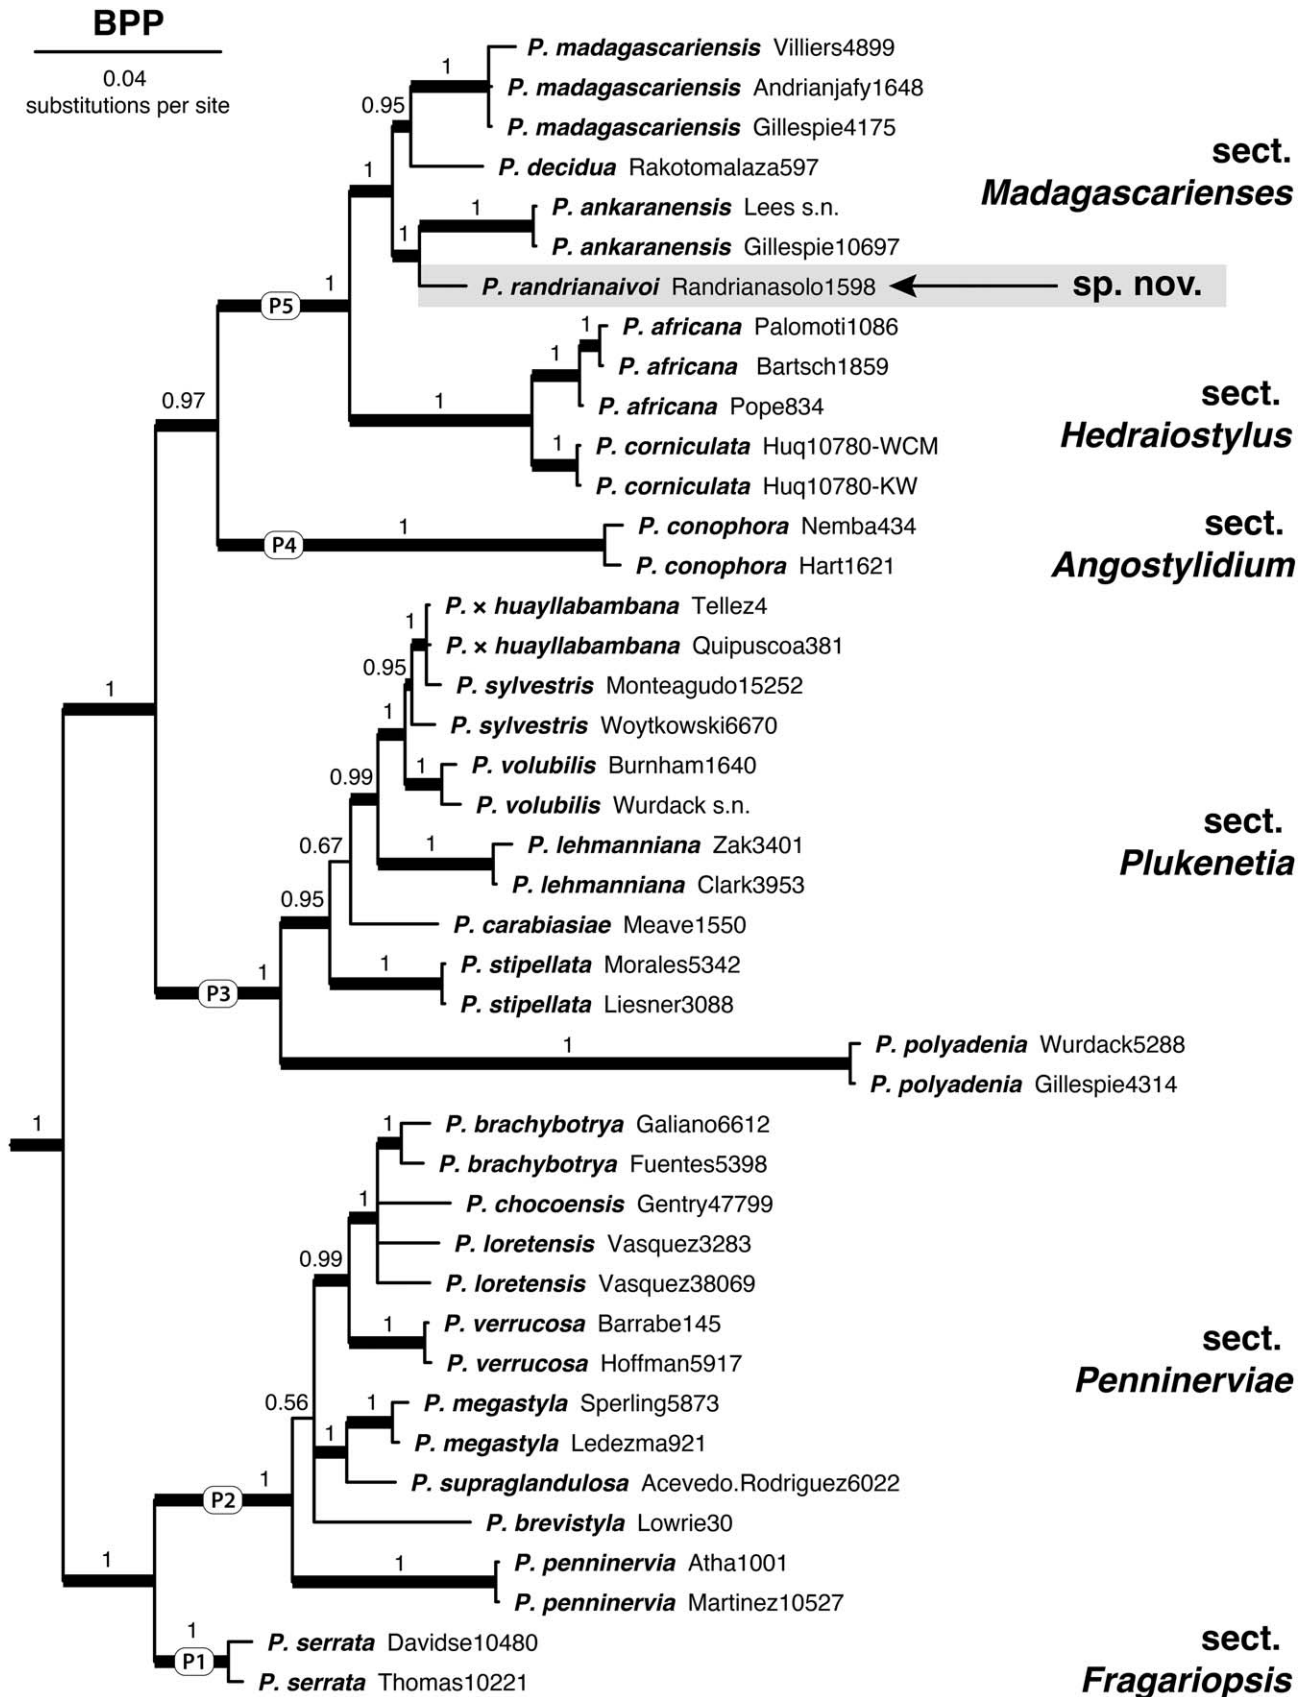 BPP
0.04
substitutions per site
P. madagascariensis Villiers4899
1
P. madagascariensis Andrianjafy1648
0.95
P. madagascariensis Gillespie4175
sect.
Madagascarienses
P. decidua Rakotomalaza597
1
P. ankaranensis Lees s.n.
1
1
P. ankaranensis Gillespie10697
P. randrianaivoi Randrianasolo1598
sp. nov.
1
P5
P. africana Palomoti1086
1
1
P. africana Bartsch1859
P. africana Pope834
sect.
Hedraiostylus
0.97
1
P. corniculata Huq10780-WCM
1
P. corniculata Huq10780-KW
P. conophora Nemba434
sect.
Angostylidium
1
P4
P. conophora Hart1621
P. × huayllabambana Tellez4
1
P. × huayllabambana Quipuscoa381
0.95
P. sylvestris Monteagudo15252
1
1
P. sylvestris Woytkowski6670
P. volubilis Burnham1640
1
0.99
P. volubilis Wurdack s.n.
sect.
Plukenetia
P. lehmanniana Zak3401
1
0.67
P. lehmanniana Clark3953
0.95
P. carabiasiae Meave1550
P. stipellata Morales5342
1
1
P3
P. stipellata Liesner3088
P. polyadenia Wurdack5288
1
P. polyadenia Gillespie4314
1
P. brachybotrya Galiano6612
1
P. brachybotrya Fuentes5398
P. chocoensis Gentry47799
1
P. loretensis Vasquez3283
0.99
P. loretensis Vasquez38069
P. verrucosa Barrabe145
1
P. verrucosa Hoffman5917
sect.
Penninerviae
0.56
P. megastyla Sperling5873
1
P. megastyla Ledezma921
1
P. supraglandulosa Acevedo.Rodriguez6022
1
P2
P. brevistyla Lowrie30
1
P. penninervia Atha1001
1
P. penninervia Martinez10527
1
P1
P. serrata Davidse10480
P. serrata Thomas10221
sect.
Fragariopsis